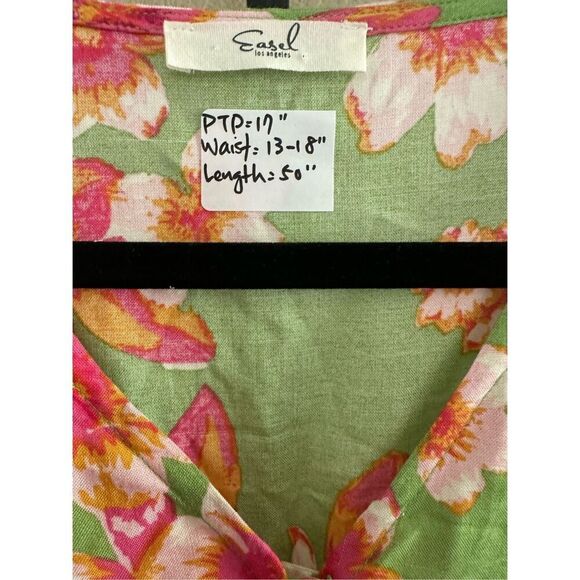 Easel
los angeles
PTP=17"
Waist: 13-18"
Length=50"